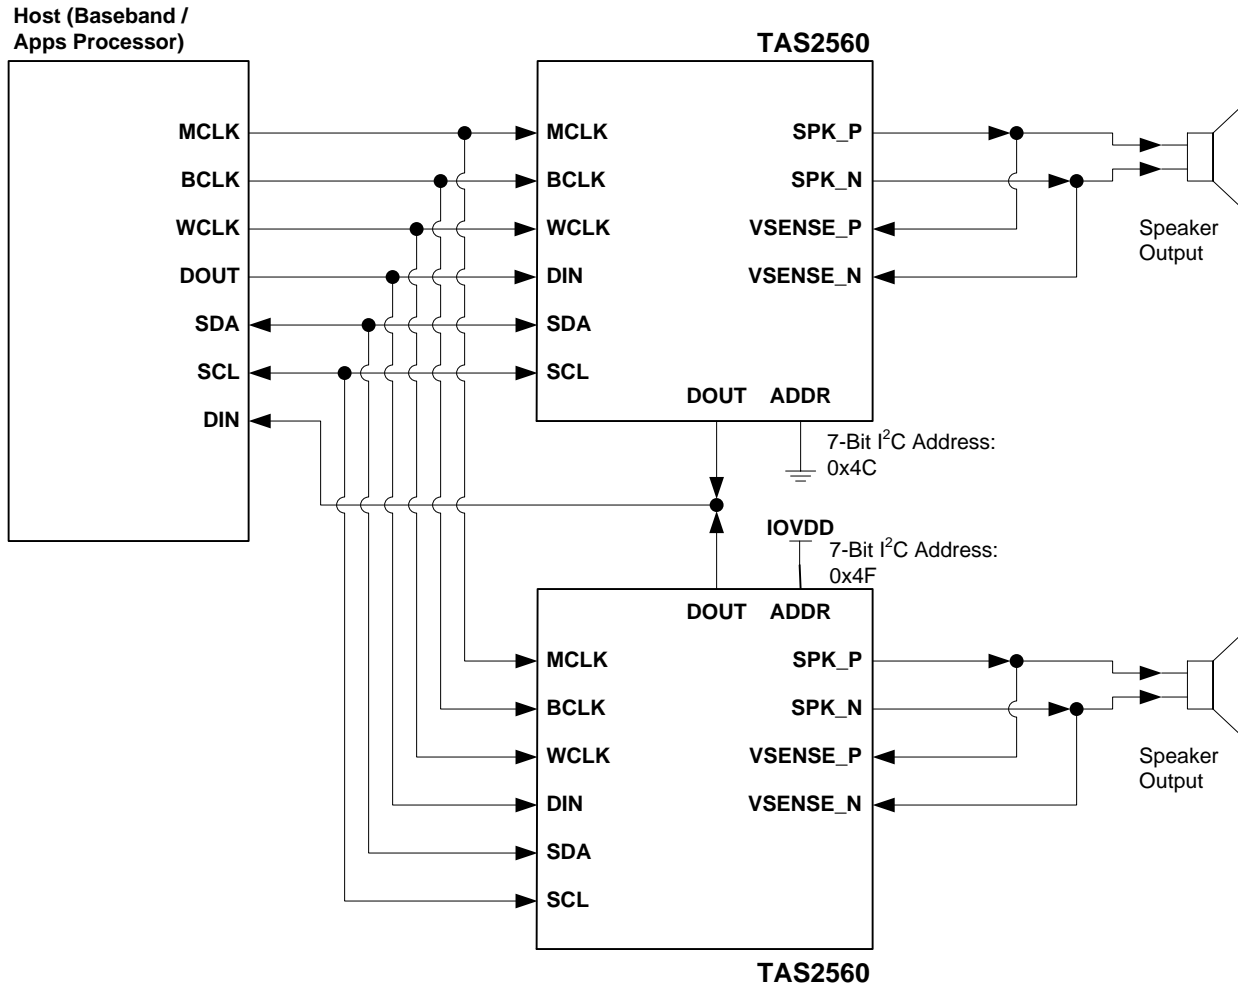 Host (Baseband /
Apps Processor)
TAS2560
MCLK
BCLK
WCLK
DOUT
SDA
SCL
DIN
MCLK
BCLK
WCLK
DIN
SDA
SCL
SPK_P
SPK_N
VSENSE_P
VSENSE_N
DOUT ADDR
Speaker
Output
7-Bit I²C Address:
0x4C
IOVDD
7-Bit I²C Address:
0x4F
DOUT ADDR
MCLK
BCLK
WCLK
DIN
SDA
SCL
SPK_P
SPK_N
VSENSE_P
VSENSE_N
Speaker
Output
TAS2560